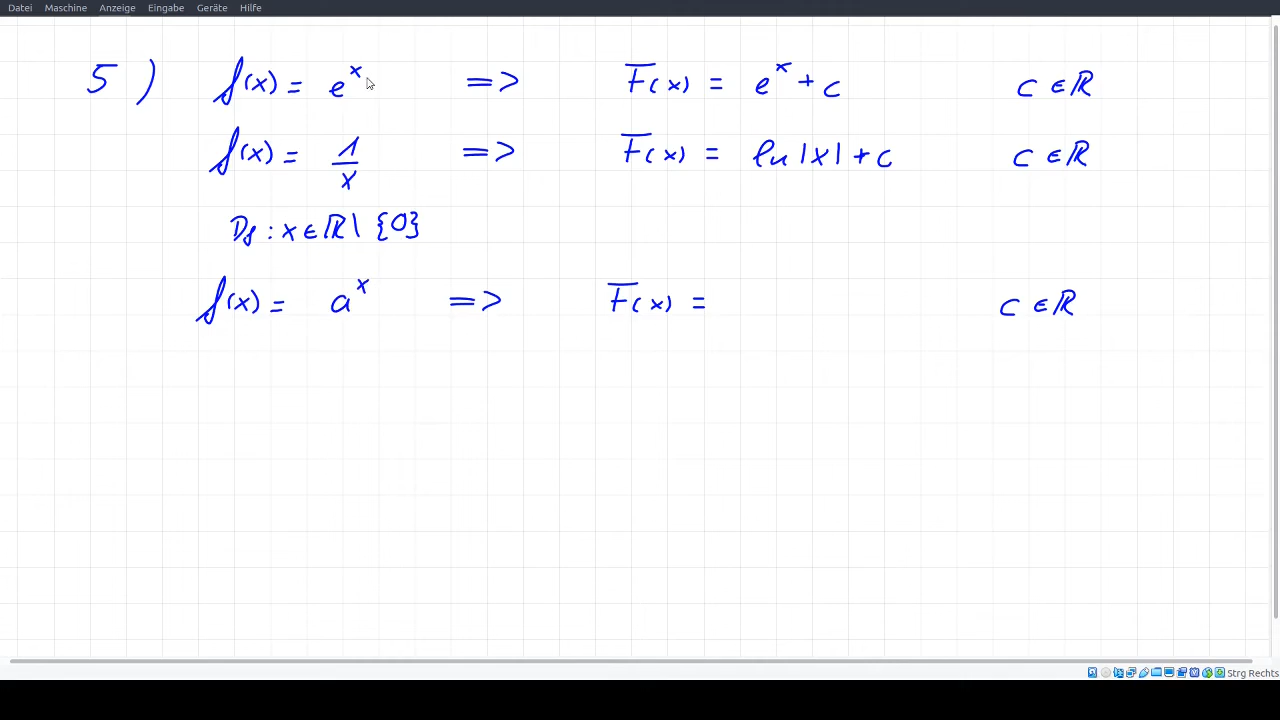 Datei Maschine Anzeige Eingabe Geräte Hilfe
5) f(x) = e^x => F(x) = e^x + c c ∈ ℝ
f(x) = 1/x => F(x) = ln |x| + c c ∈ ℝ
Df : x ∈ ℝ \ {0}
f(x) = a^x => F(x) = c ∈ ℝ
Strg Rechts